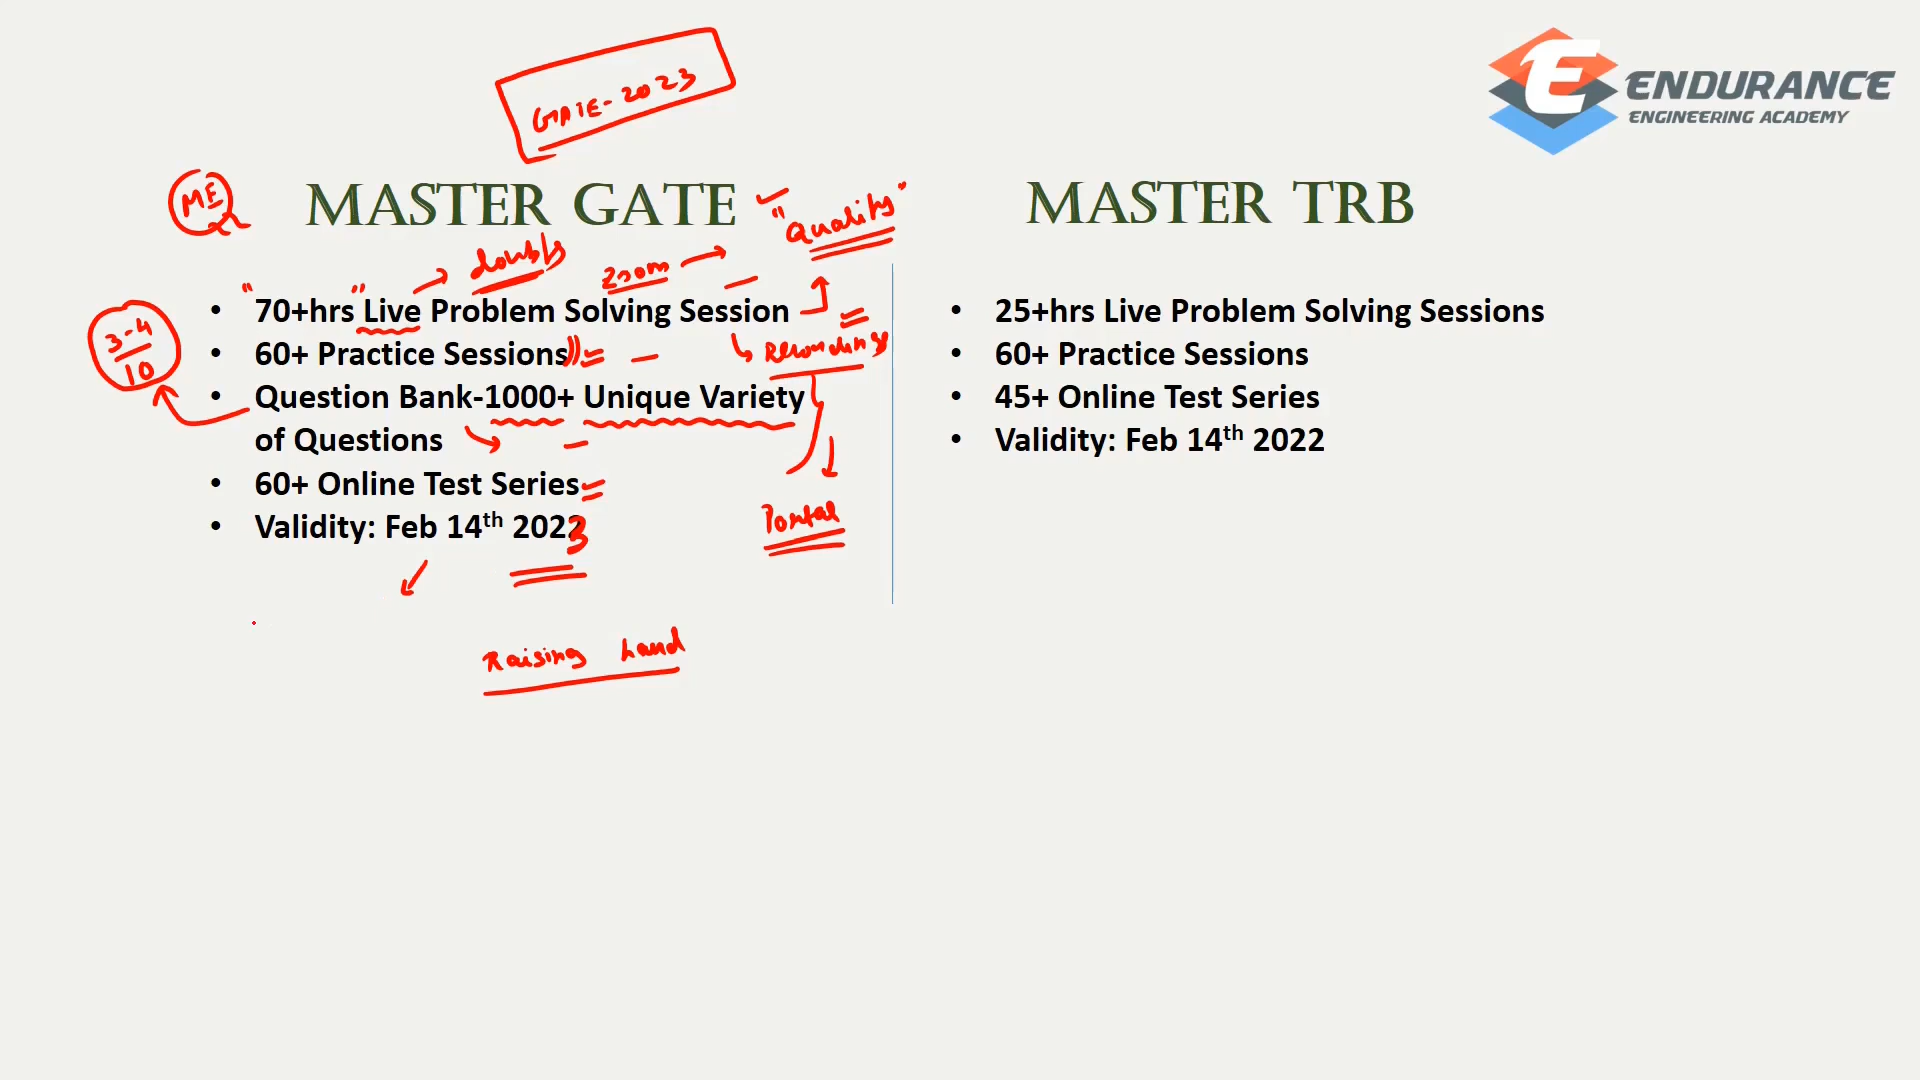 GATE-2023
ENDURANCE
ENGINEERING ACADEMY
ME
MASTER GATE
"Quality"
doubts
Zoom
• "70+hrs "Live Problem Solving Session
• 60+ Practice Sessions
Recordings
3-4
10
• Question Bank-1000+ Unique Variety
of Questions
• 60+ Online Test Series
Portal
• Validity: Feb 14th 2022
3
Raising hand
MASTER TRB
• 25+hrs Live Problem Solving Sessions
• 60+ Practice Sessions
• 45+ Online Test Series
• Validity: Feb 14th 2022